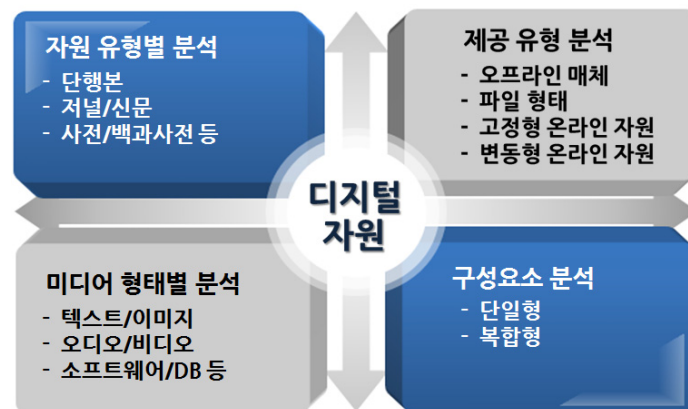 자원 유형별 분석
- 단행본
- 저널/신문
- 사전/백과사전 등
제공 유형 분석
- 오프라인 매체
- 파일 형태
- 고정형 온라인 자원
- 변동형 온라인 자원
디지털
자원
미디어 형태별 분석
- 텍스트/이미지
- 오디오/비디오
- 소프트웨어/DB 등
구성요소 분석
- 단일형
- 복합형